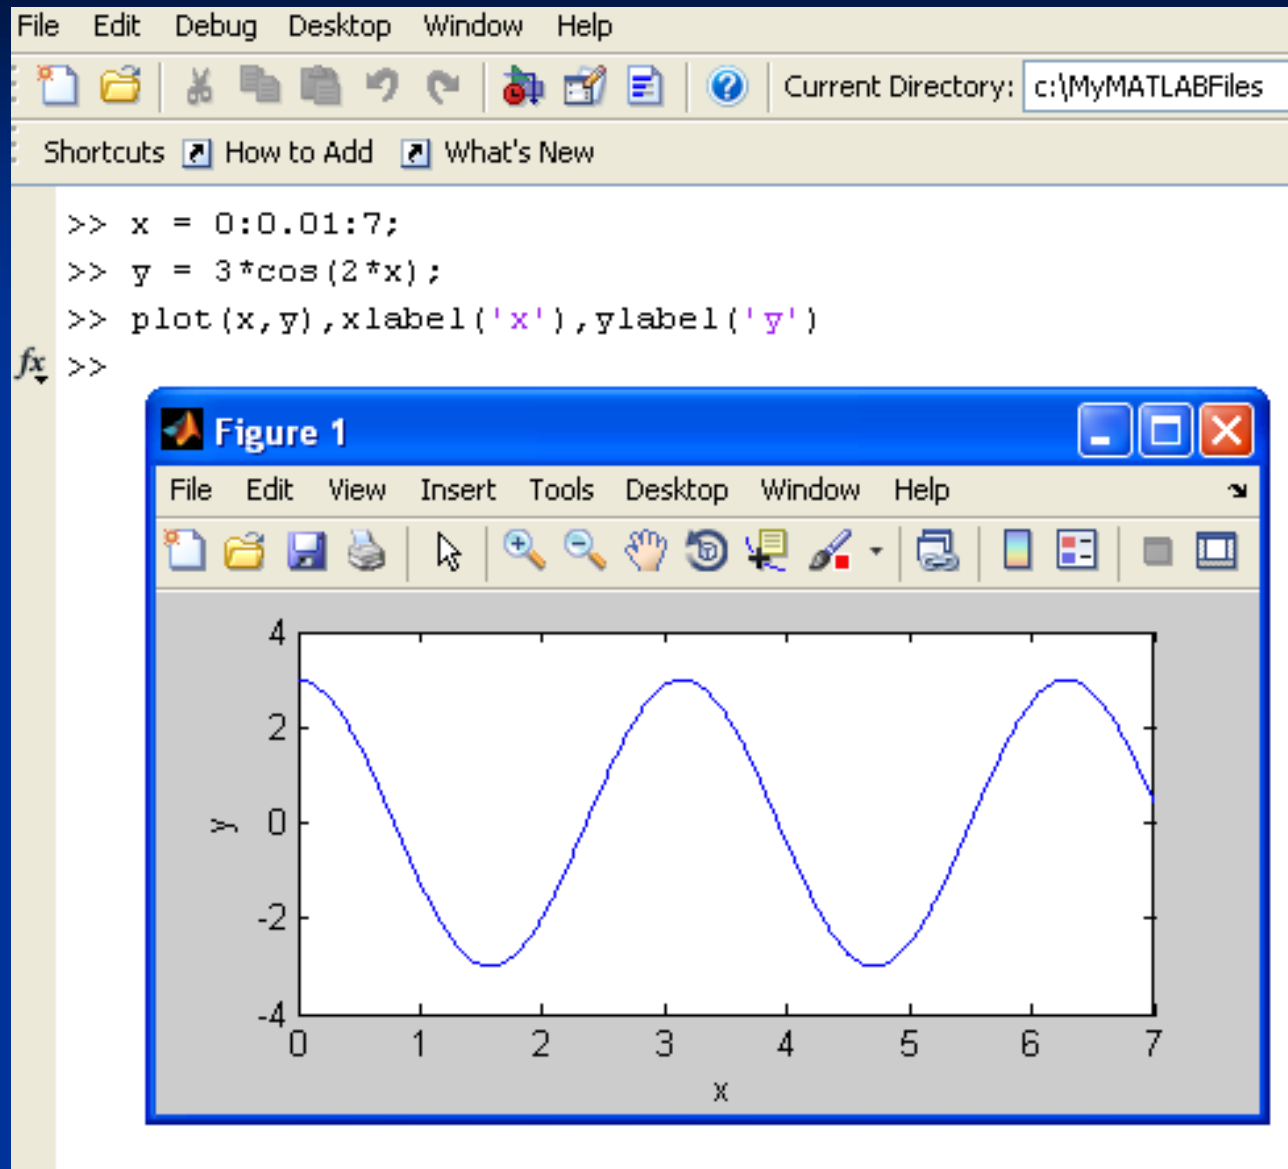 File Edit Debug Desktop Window Help
Current Directory: c:\MyMATLABFiles
Shortcuts How to Add What's New
>> x = 0:0.01:7;
>> y = 3*cos(2*x);
>> plot(x,y),xlabel('x'),ylabel('y')
fx >>
Figure 1
File Edit View Insert Tools Desktop Window Help
4
2
y 0
-2
-4
0 1 2 3 4 5 6 7
x